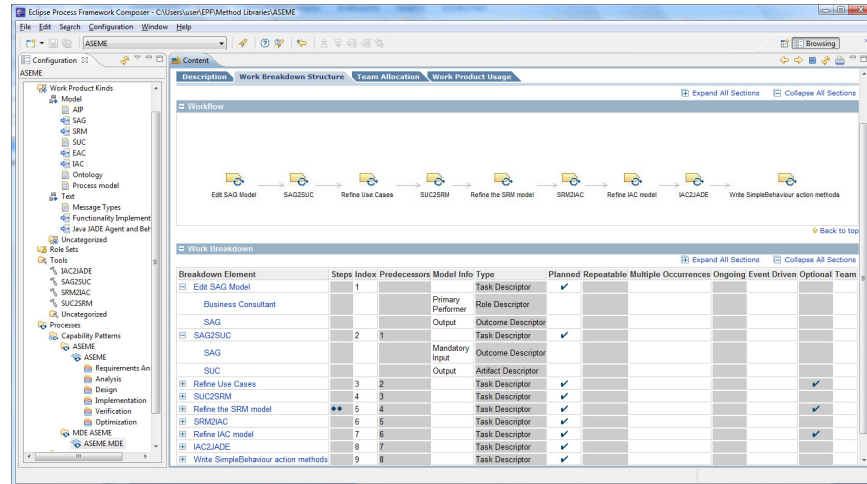 Eclipse Process Framework Composer - C:\Users\user\EPF\Method Libraries\ASEME
File Edit Search Configuration Window Help
ASEME
Browsing
Configuration
Content
ASEME
Work Product Kinds
Model
AIP
SAG
SRM
SUC
EAC
IAC
Ontology
Process model
Text
Message Types
Functionality Implement
Java JADE Agent and Beh
Uncategorized
Role Sets
Tools
IAC2JADE
SAG2SUC
SRM2IAC
SUC2SRM
Uncategorized
Processes
Capability Patterns
ASEME
ASEME
Requirements An
Analysis
Design
Implementation
Verification
Optimization
MDE ASEME
ASEME MDE
Description Work Breakdown Structure Team Allocation Work Product Usage
Expand All Sections Collapse All Sections
Workflow
Edit SAG Model SAG2SUC Refine Use Cases SUC2SRM Refine the SRM model SRM2IAC Refine IAC model IAC2JADE Write SimpleBehaviour action methods
Back to top
Work Breakdown
Expand All Sections Collapse All Sections
Breakdown Element Steps Index Predecessors Model Info Type Planned Repeatable Multiple Occurrences Ongoing Event Driven Optional Team
Edit SAG Model 1 Task Descriptor ✔
Business Consultant Primary Performer Role Descriptor
SAG Output Outcome Descriptor
SAG2SUC 2 1 Task Descriptor ✔
SAG Mandatory Input Outcome Descriptor
SUC Output Artifact Descriptor
Refine Use Cases 3 2 Task Descriptor ✔ ✔
SUC2SRM 4 3 Task Descriptor ✔
Refine the SRM model 5 4 Task Descriptor ✔ ✔
SRM2IAC 6 5 Task Descriptor ✔
Refine IAC model 7 6 Task Descriptor ✔ ✔
IAC2JADE 8 7 Task Descriptor ✔
Write SimpleBehaviour action methods 9 8 Task Descriptor ✔